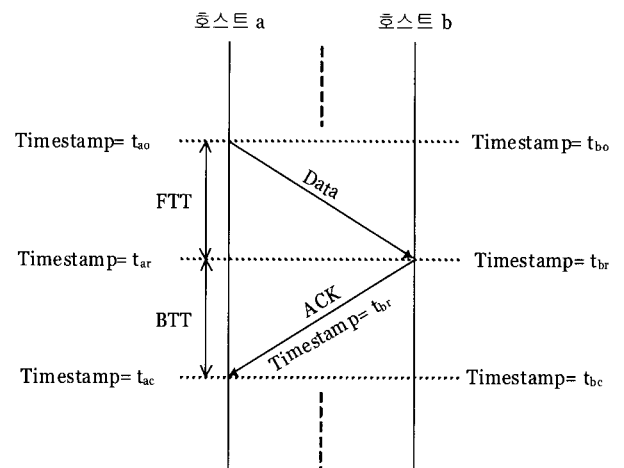 호스트 a
호스트 b
Timestamp= tao
Timestamp= tbo
Data
FTT
Timestamp= tar
Timestamp= tbr
ACK
Timestamp= tbr
BTT
Timestamp= tac
Timestamp= tbc